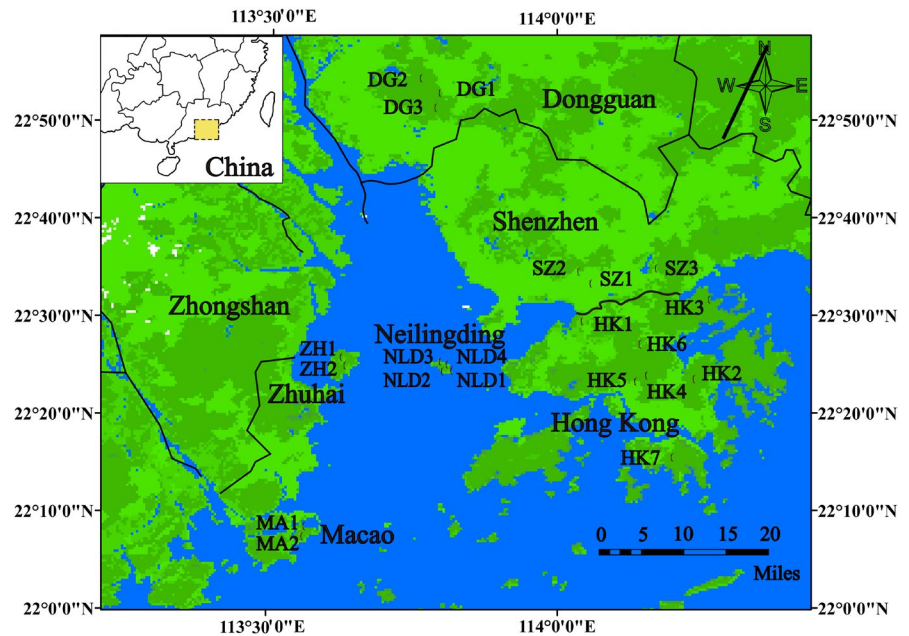 113°30'0"E 114°0'0"E
DG2 DG1
DG3
Dongguan
N
W E
S
China
22°50'0"N 22°50'0"N
22°40'0"N 22°40'0"N
Shenzhen
SZ2 SZ1 SZ3
Zhongshan
HK3
22°30'0"N 22°30'0"N
HK1
Neilingding
HK6
ZH1 NLD3 NLD4
ZH2 NLD2 NLD1
HK5 HK4 HK2
Zhuhai
22°20'0"N 22°20'0"N
Hong Kong
HK7
22°10'0"N 22°10'0"N
MA1
MA2
Macao
0 5 10 20
Miles
22°0'0"N 22°0'0"N
113°30'0"E 114°0'0"E